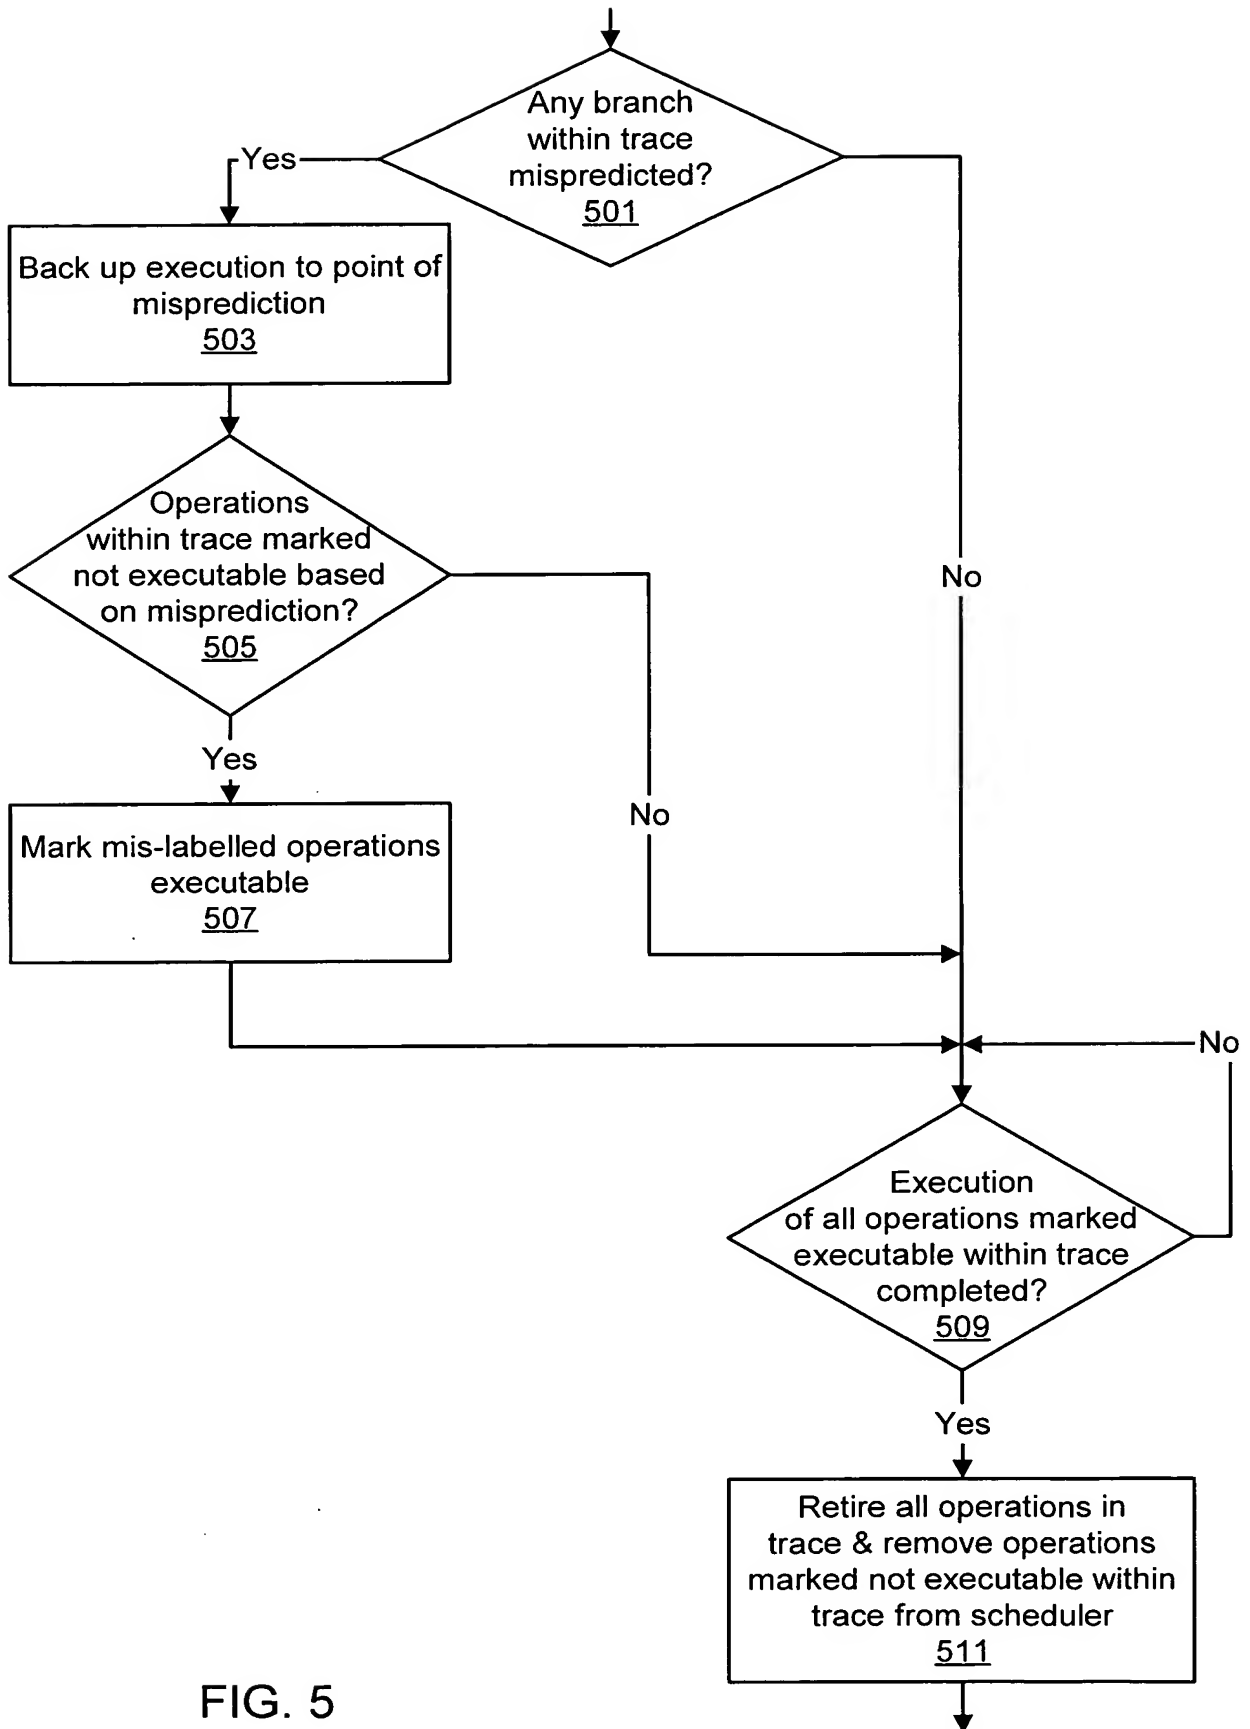 Any branch
within trace
mispredicted?
501
Yes
Back up execution to point of
misprediction
503
Operations
within trace marked
not executable based
on misprediction?
505
No
Yes
No
Mark mis-labelled operations
executable
507
No
Execution
of all operations marked
executable within trace
completed?
509
Yes
Retire all operations in
trace & remove operations
marked not executable within
trace from scheduler
511
FIG. 5